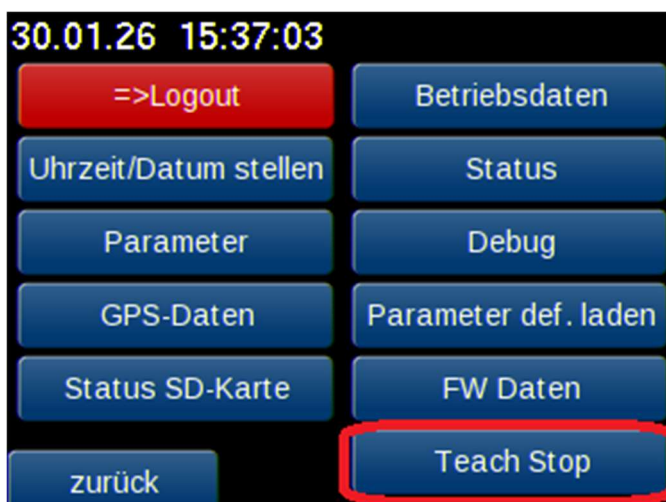 30.01.26 15:37:03
=>Logout
Betriebsdaten
Uhrzeit/Datum stellen
Status
Parameter
Debug
GPS-Daten
Parameter def. laden
Status SD-Karte
FW Daten
Teach Stop
zurück